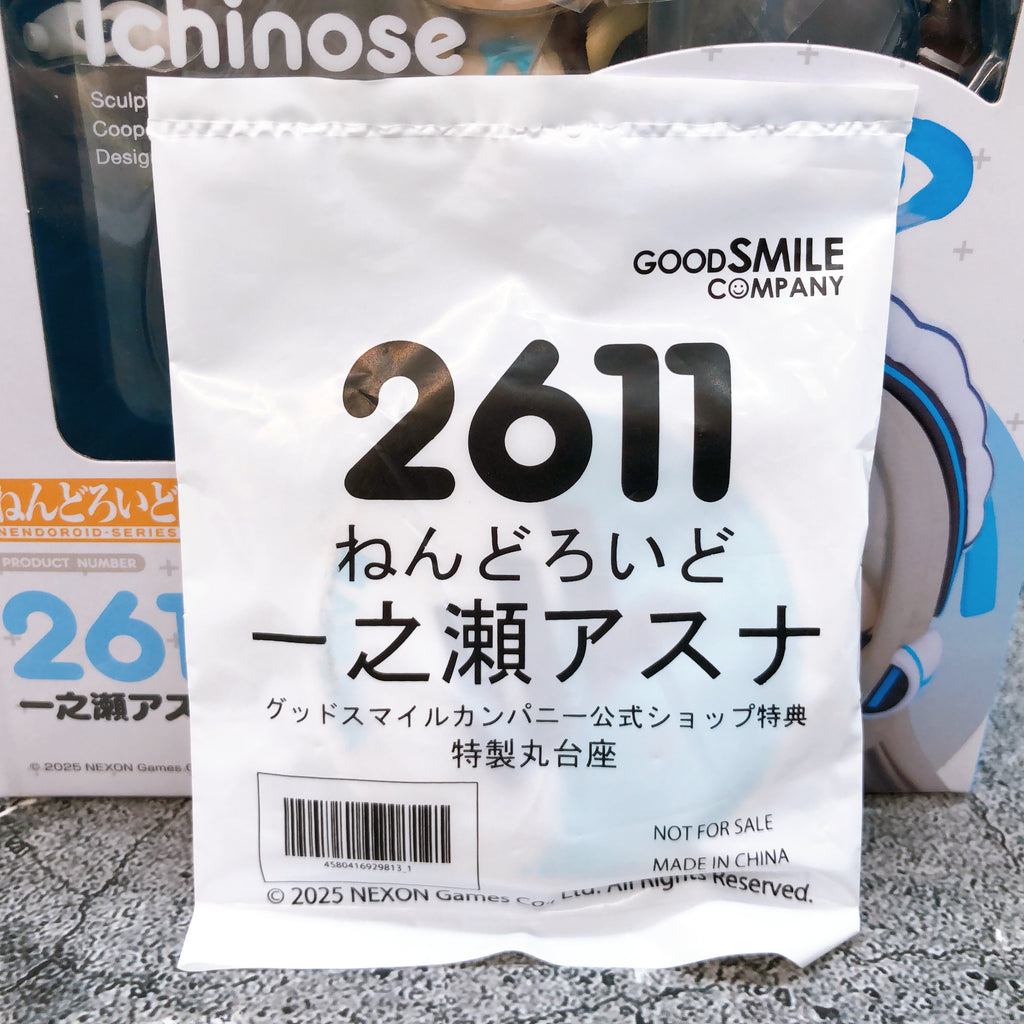 Ichinose
GOODSMILE
COMPANY
2611
ねんどろいど
一之瀬アスナ
グッドスマイルカンパニー公式ショップ特典
特製丸台座
4580416929813_1
NOT FOR SALE
MADE IN CHINA
© 2025 NEXON Games Co., Ltd. All Rights Reserved.
ねんどろいど
NENDOROID-SERIES
PRODUCT NUMBER
261
一之瀬アス
© 2025 NEXON Games